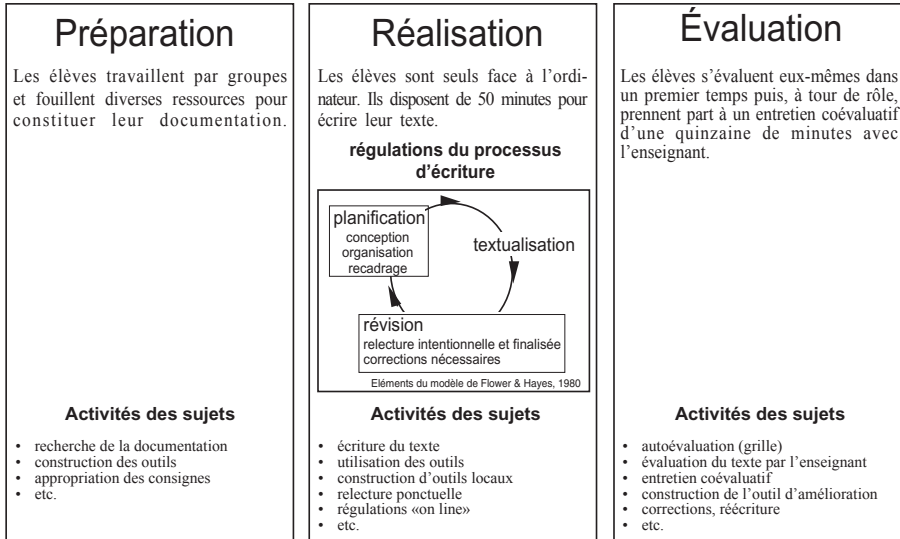 Préparation
Les élèves travaillent par groupes
et fouillent diverses ressources pour
constituer leur documentation.
Activités des sujets
• recherche de la documentation
• construction des outils
• appropriation des consignes
• etc.
Réalisation
Les élèves sont seuls face à l’ordi-
nateur. Ils disposent de 50 minutes pour
écrire leur texte.
régulations du processus
d’écriture
planification
conception
organisation
recadrage
textualisation
révision
relecture intentionnelle et finalisée
corrections nécessaires
Eléments du modèle de Flower & Hayes, 1980
Activités des sujets
• écriture du texte
• utilisation des outils
• construction d’outils locaux
• relecture ponctuelle
• régulations «on line»
• etc.
Évaluation
Les élèves s’évaluent eux-mêmes dans
un premier temps puis, à tour de rôle,
prennent part à un entretien coévaluatif
d’une quinzaine de minutes avec
l’enseignant.
Activités des sujets
• autoévaluation (grille)
• évaluation du texte par l’enseignant
• entretien coévaluatif
• construction de l’outil d’amélioration
• corrections, réécriture
• etc.